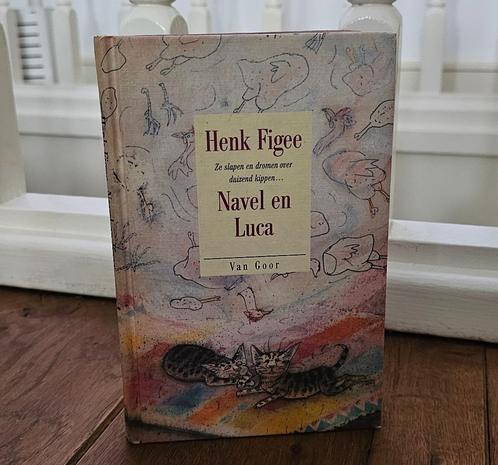 Henk Figee
Ze slapen en dromen over
duizend kippen...
Navel en
Luca
Van Goor